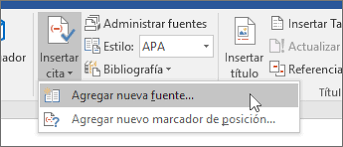 ador
Insertar
cita
Administrar fuentes
Estilo: APA
Bibliografía
Insertar
título
Insertar Ta
Actualizar
Referencia
Títul
Agregar nueva fuente...
Agregar nuevo marcador de posición...